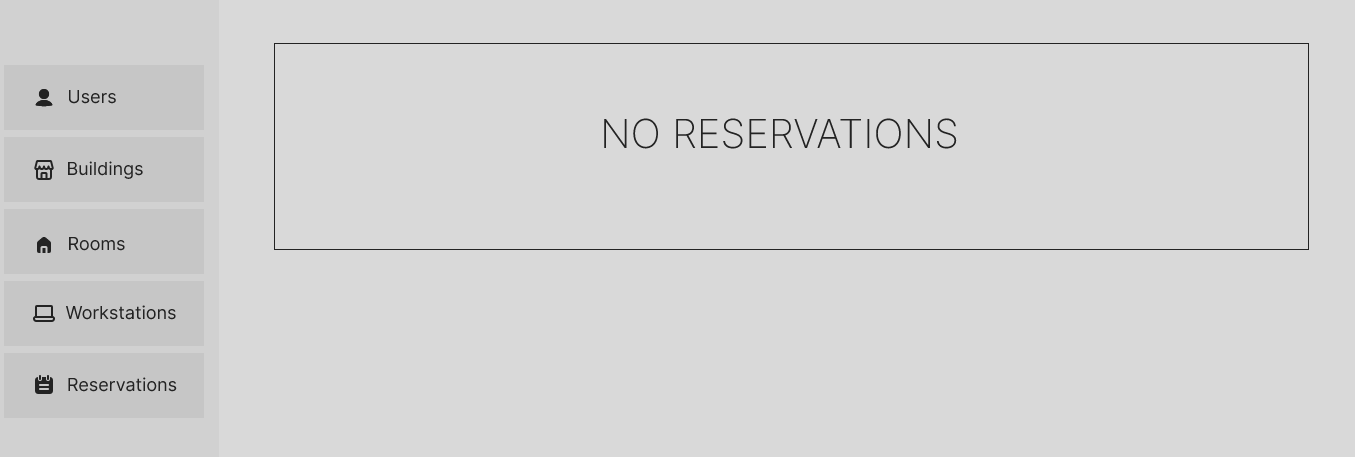 Users
Buildings
Rooms
Workstations
Reservations
NO RESERVATIONS